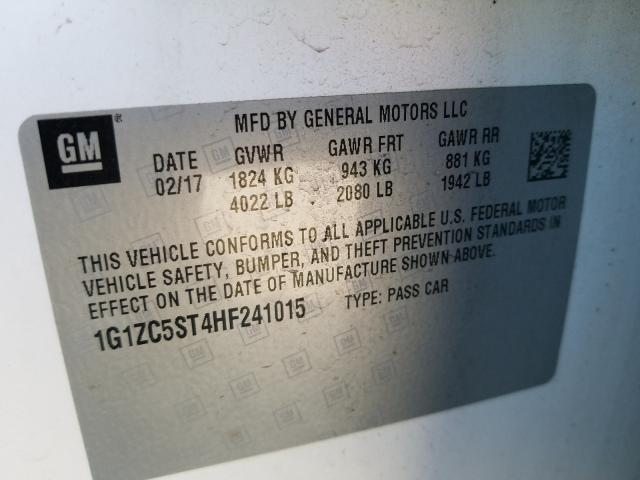 GM®
MFD BY GENERAL MOTORS LLC
DATE GVWR GAWR FRT GAWR RR
02/17 1824 KG 943 KG 881 KG
4022 LB 2080 LB 1942 LB
THIS VEHICLE CONFORMS TO ALL APPLICABLE U.S. FEDERAL MOTOR
VEHICLE SAFETY, BUMPER, AND THEFT PREVENTION STANDARDS IN
EFFECT ON THE DATE OF MANUFACTURE SHOWN ABOVE.
1G1ZC5ST4HF241015 TYPE: PASS CAR